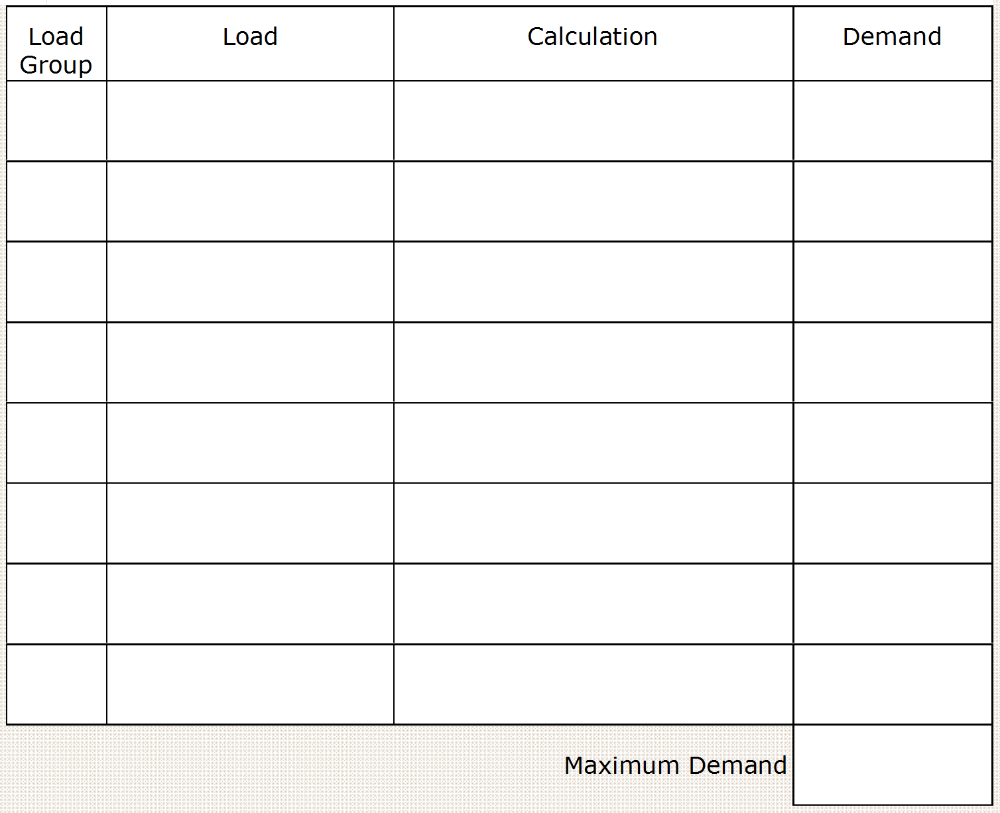 Load Group
Load
Calculation
Demand
Maximum Demand